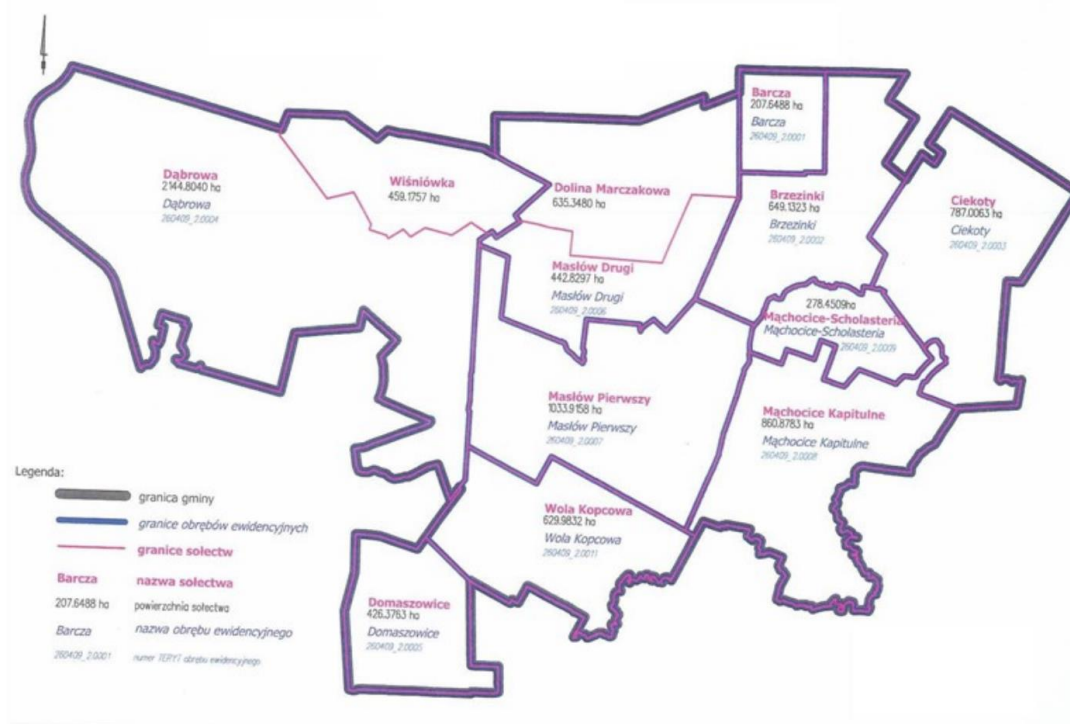 Barcza
207.6488 ha
Barcza
260409_2.0001
Dąbrowa
2144.8040 ha
Dąbrowa
260409_2.0004
Wiśniówka
459.1757 ha
Dolina Marczakowa
635.3480 ha
Brzezinki
649.1323 ha
Brzezinki
260409_2.0002
Ciekoty
787.0063 ha
Ciekoty
260409_2.0003
Masłów Drugi
442.8297 ha
Masłów Drugi
260409_2.0006
278.4509ha
Mąchocice-Scholasteria
Mąchocice-Scholasteria
260409_2.0009
Masłów Pierwszy
1033.9158 ha
Masłów Pierwszy
260409_2.0007
Mąchocice Kapitulne
860.8783 ha
Mąchocice Kapitulne
260409_2.0008
Wola Kopcowa
629.9832 ha
Wola Kopcowa
260409_2.0011
Domaszowice
426.3763 ha
Domaszowice
260409_2.0005
Legenda:
granica gminy
granice obrębów ewidencyjnych
granice sołectw
Barcza nazwa sołectwa
207.6488 ha powierzchnia sołectwa
Barcza nazwa obrębu ewidencyjnego
260409_2.0001 numer TERYT obrębu ewidencyjnego